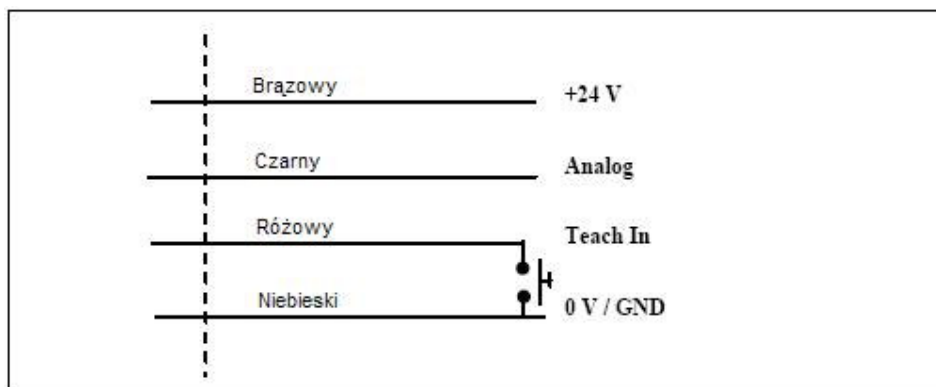 Brązowy +24 V
Czarny Analog
Różowy Teach In
Niebieski 0 V / GND